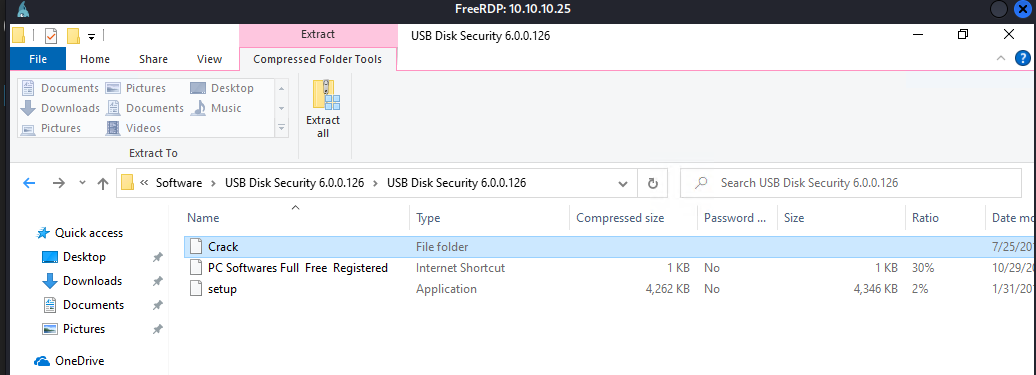 FreeRDP: 10.10.10.25
Extract
USB Disk Security 6.0.0.126
File
Home
Share
View
Compressed Folder Tools
Documents
Pictures
Desktop
Downloads
Documents
Music
Pictures
Videos
Extract To
Extract all
« Software > USB Disk Security 6.0.0.126 > USB Disk Security 6.0.0.126
Search USB Disk Security 6.0.0.126
Name Type Compressed size Password ... Size Ratio Date mo
Quick access
Desktop
Downloads
Documents
Pictures
OneDrive
Crack File folder 7/25/20
PC Softwares Full Free Registered Internet Shortcut 1 KB No 1 KB 30% 10/29/20
setup Application 4,262 KB No 4,346 KB 2% 1/31/20